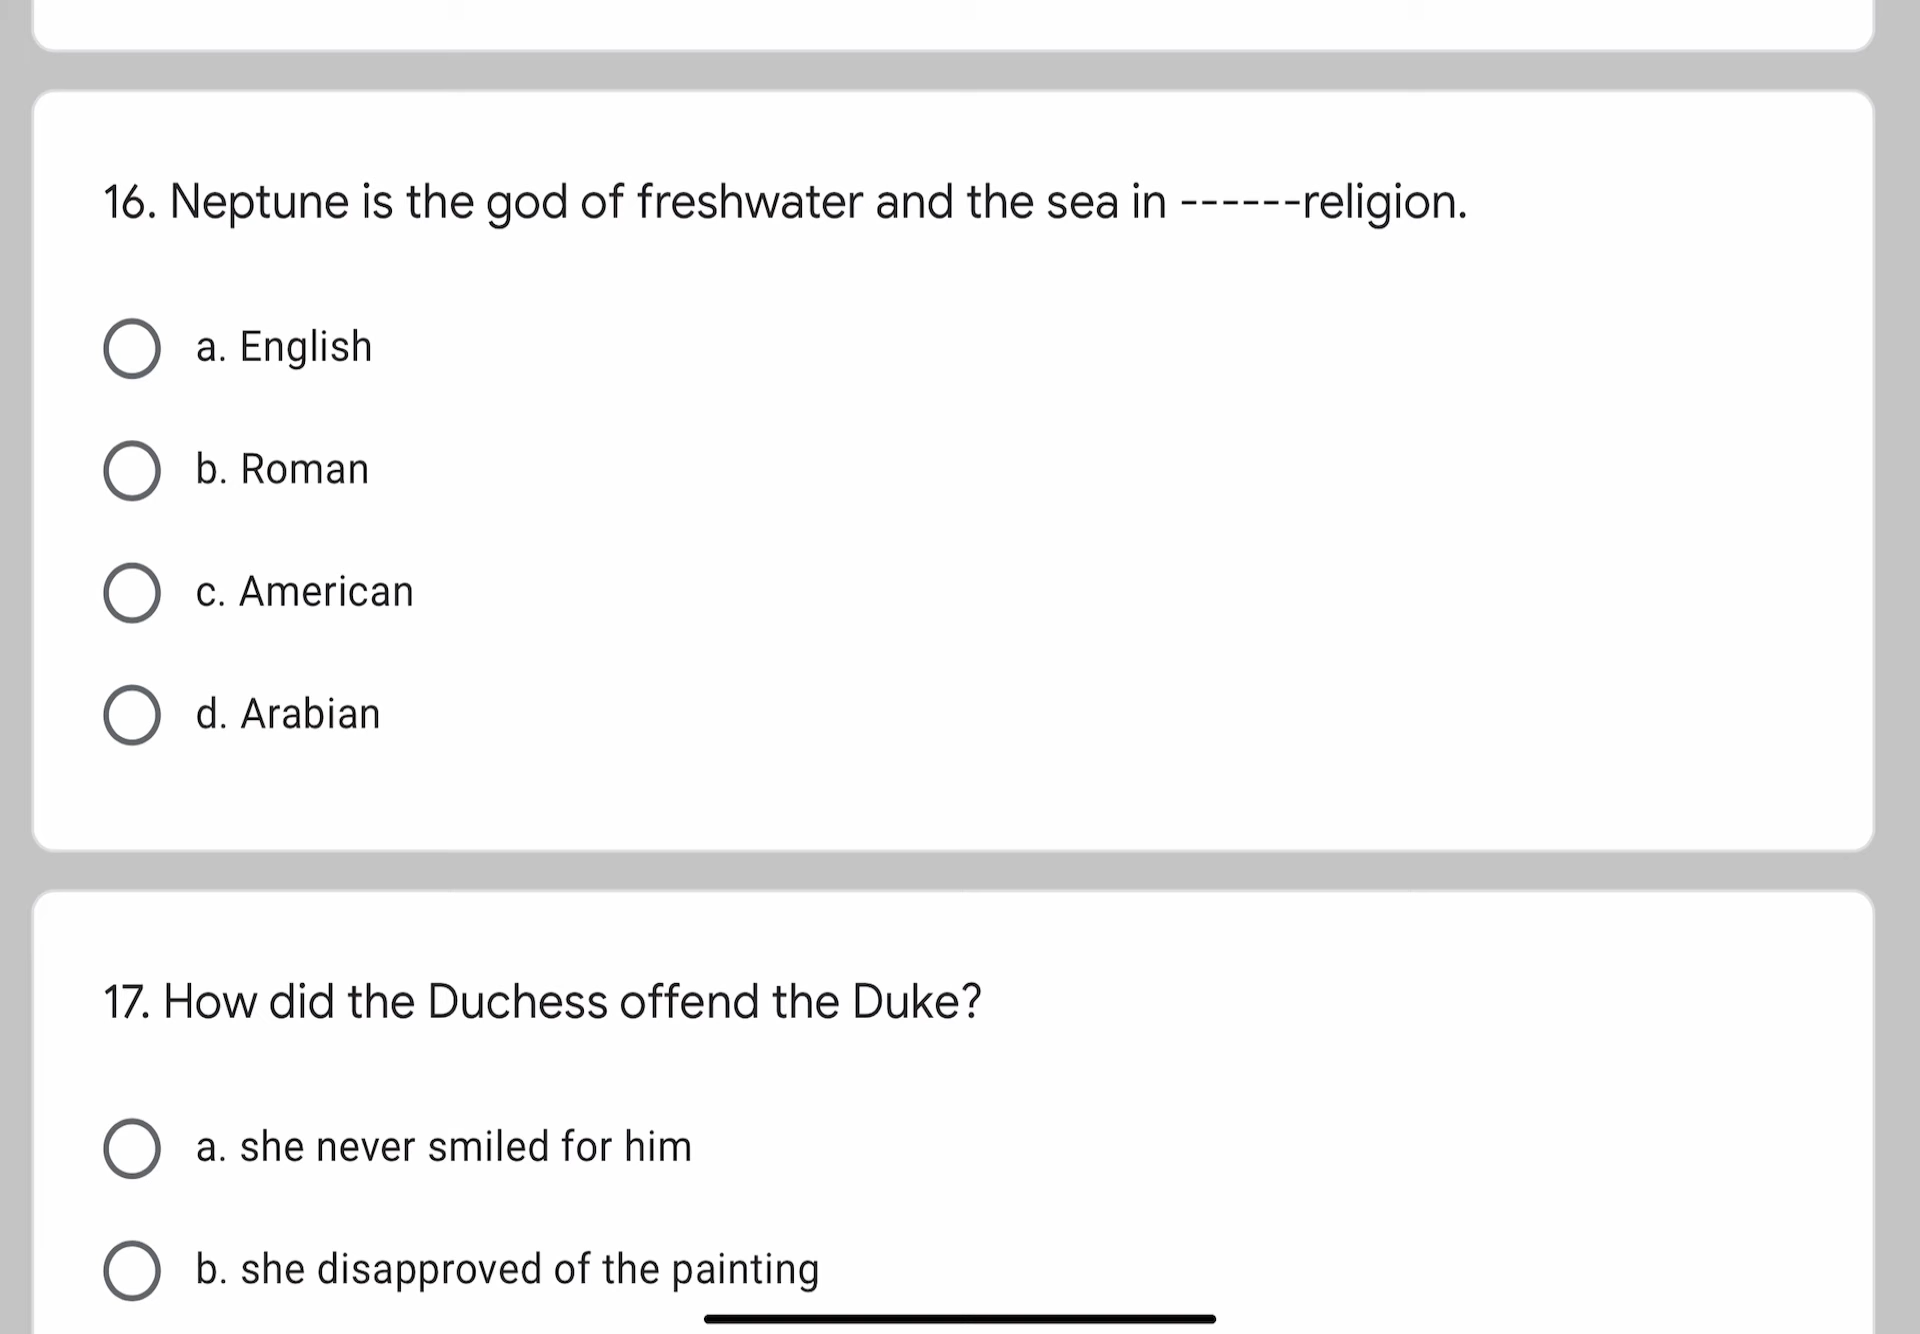 16. Neptune is the god of freshwater and the sea in ------religion.
a. English
b. Roman
c. American
d. Arabian
17. How did the Duchess offend the Duke?
a. she never smiled for him
b. she disapproved of the painting